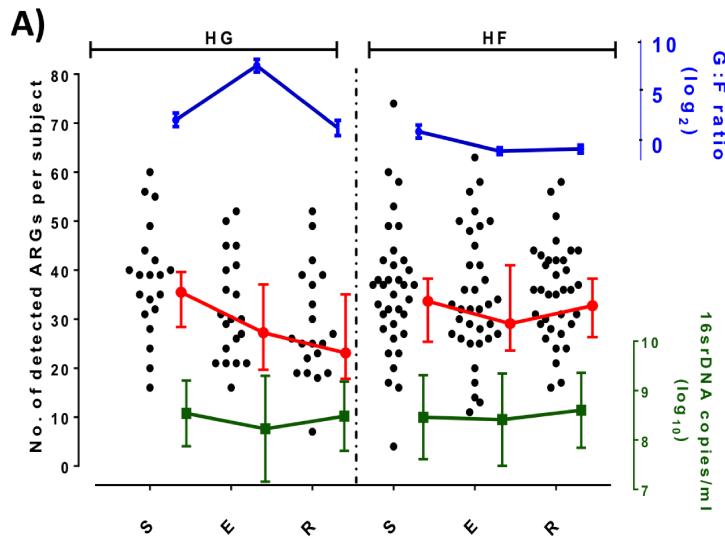 A)
HG
HF
No. of detected ARGs per subject
80
70
60
50
40
30
20
10
0
10
5
0
G:F ratio
(log2)
10
9
8
7
16srDNA copies/ml
(log10)
S
E
R
S
E
R